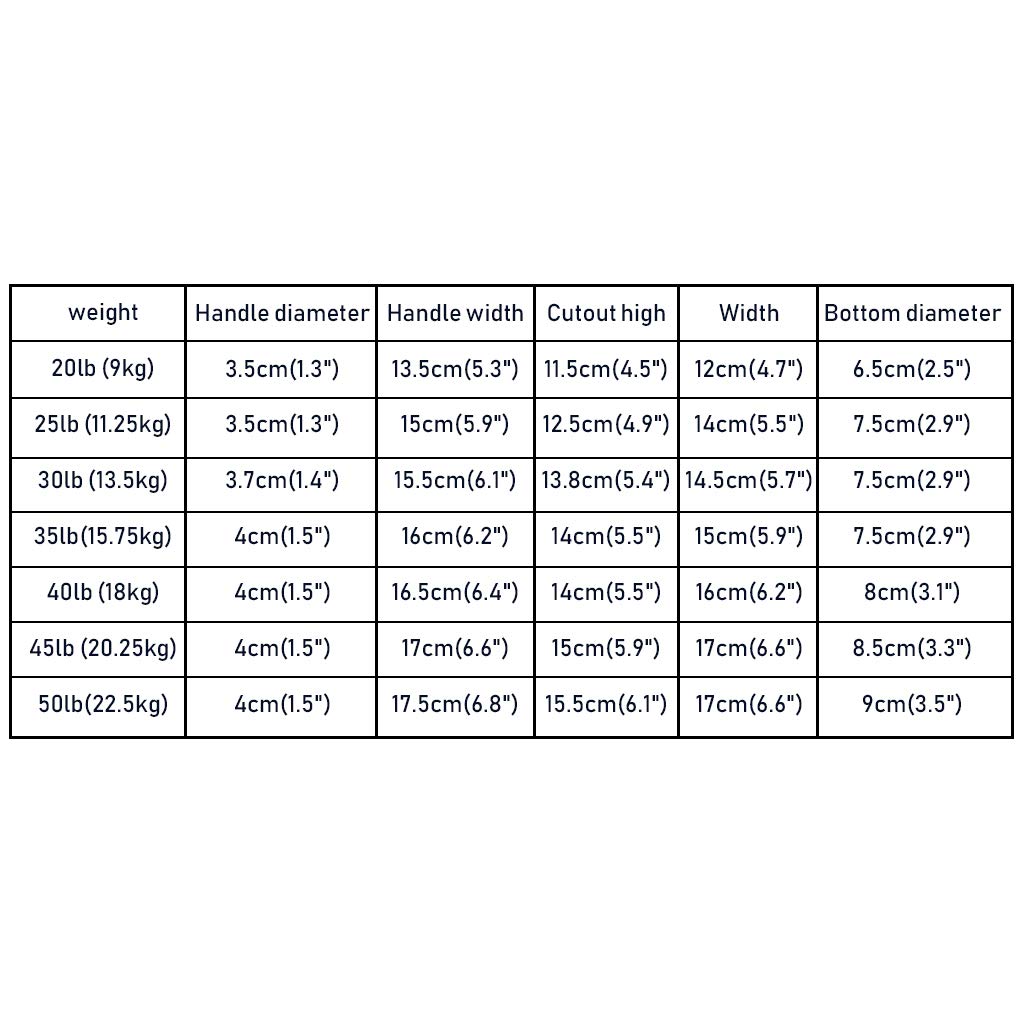 weight Handle diameter Handle width Cutout high Width Bottom diameter
20lb (9kg) 3.5cm(1.3") 13.5cm(5.3") 11.5cm(4.5") 12cm(4.7") 6.5cm(2.5")
25lb (11.25kg) 3.5cm(1.3") 15cm(5.9") 12.5cm(4.9") 14cm(5.5") 7.5cm(2.9")
30lb (13.5kg) 3.7cm(1.4") 15.5cm(6.1") 13.8cm(5.4") 14.5cm(5.7") 7.5cm(2.9")
35lb(15.75kg) 4cm(1.5") 16cm(6.2") 14cm(5.5") 15cm(5.9") 7.5cm(2.9")
40lb (18kg) 4cm(1.5") 16.5cm(6.4") 14cm(5.5") 16cm(6.2") 8cm(3.1")
45lb (20.25kg) 4cm(1.5") 17cm(6.6") 15cm(5.9") 17cm(6.6") 8.5cm(3.3")
50lb(22.5kg) 4cm(1.5") 17.5cm(6.8") 15.5cm(6.1") 17cm(6.6") 9cm(3.5")